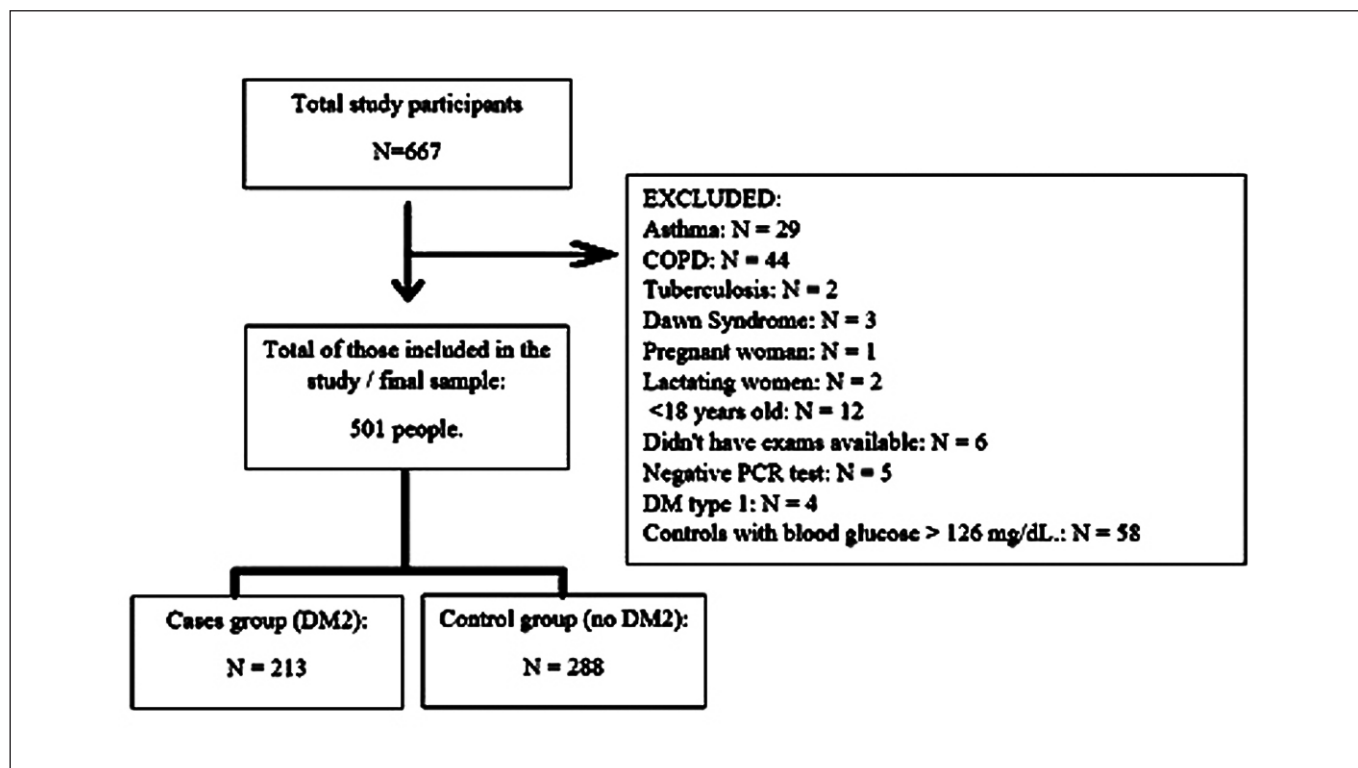 Total study participants
N=667
EXCLUDED:
Asthma: N = 29
COPD: N = 44
Tuberculosis: N = 2
Dawn Syndrome: N = 3
Pregnant woman: N = 1
Lactating women: N = 2
<18 years old: N = 12
Didn't have exams available: N = 6
Negative PCR test: N = 5
DM type 1: N = 4
Controls with blood glucose > 126 mg/dL.: N = 58
Total of those included in the
study / final sample:
501 people.
Cases group (DM2):
N = 213
Control group (no DM2):
N = 288